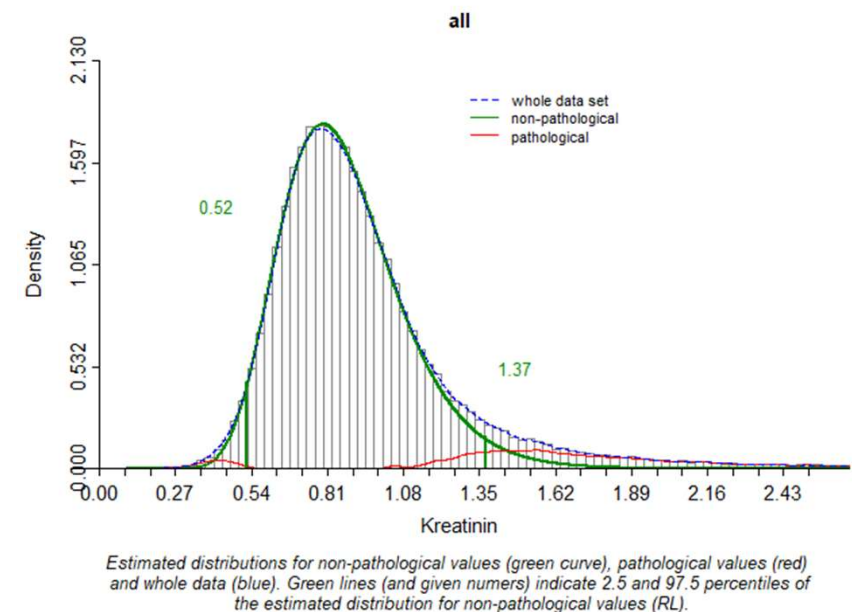 all
2.130
1.597
1.065
0.532
0.000
Density
whole data set
non-pathological
pathological
0.52
1.37
0.00 0.27 0.54 0.81 1.08 1.35 1.62 1.89 2.16 2.43
Kreatinin
Estimated distributions for non-pathological values (green curve), pathological values (red)
and whole data (blue). Green lines (and given numers) indicate 2.5 and 97.5 percentiles of
the estimated distribution for non-pathological values (RL).